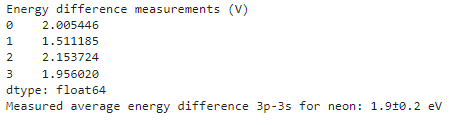 Energy difference measurements (V)
0    2.005446
1    1.511185
2    2.153724
3    1.956020
dtype: float64
Measured average energy difference 3p-3s for neon: 1.9±0.2 eV